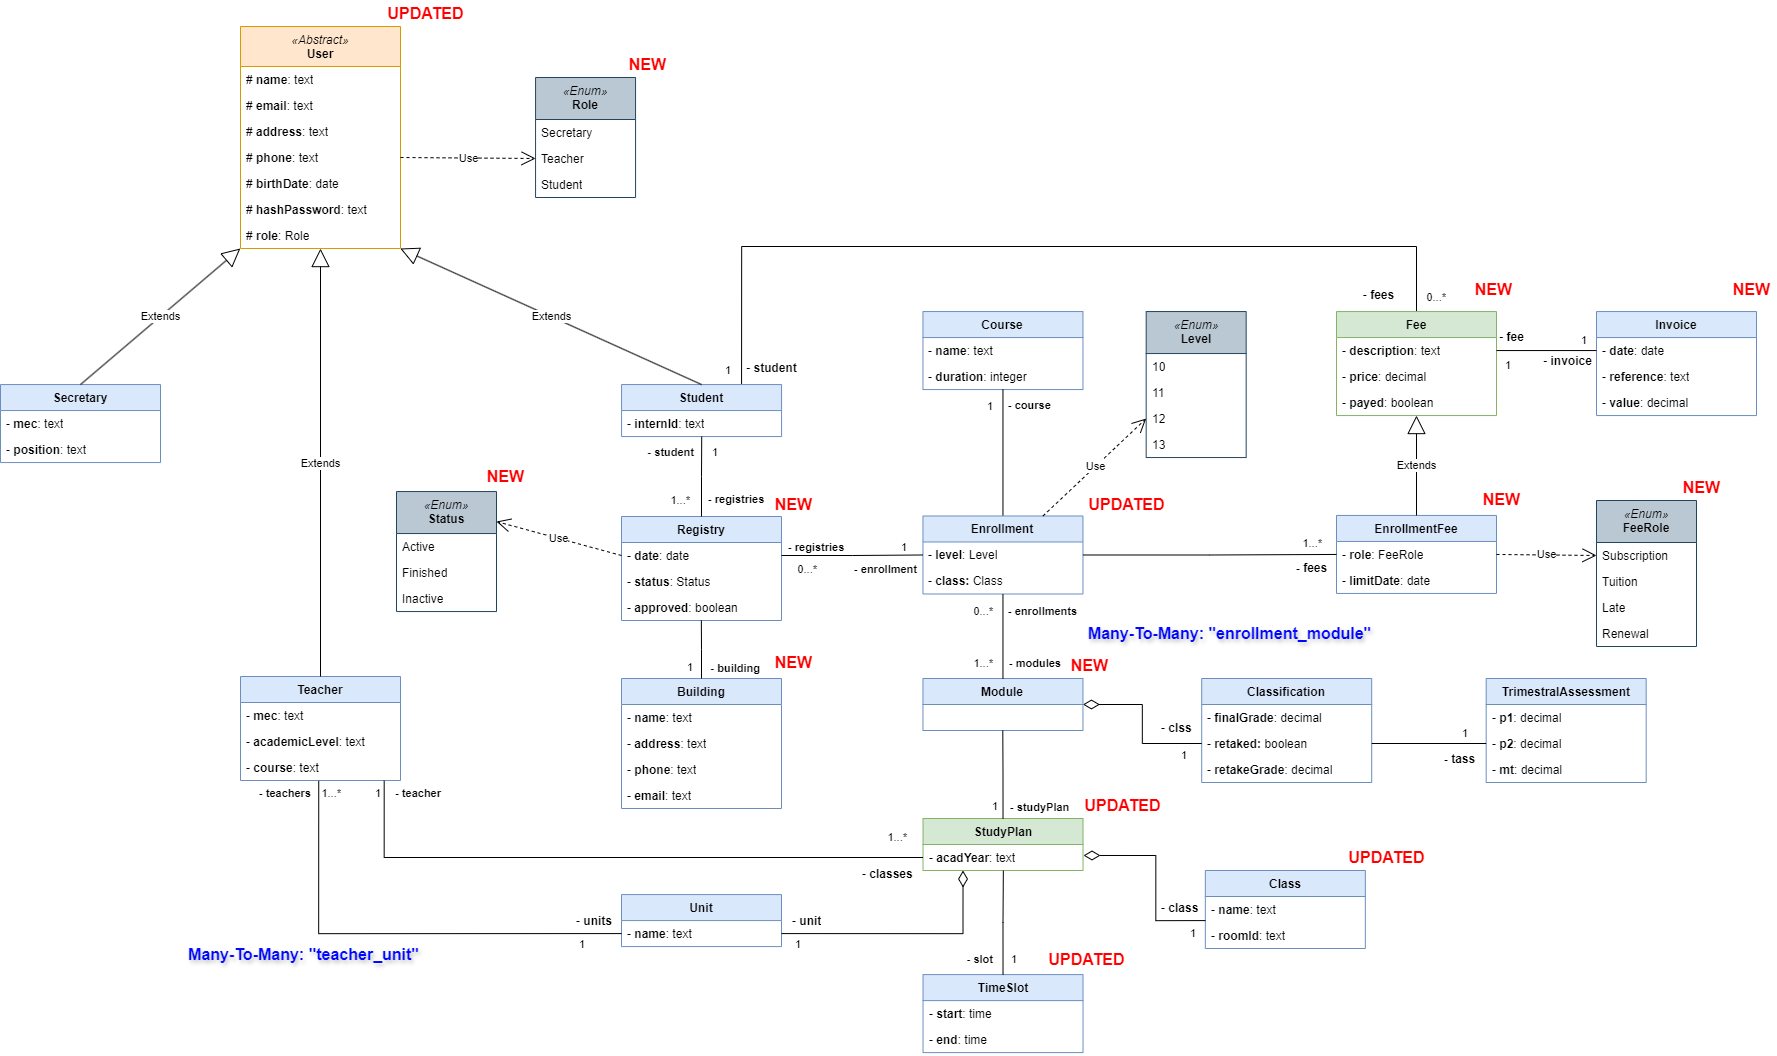 UPDATED
«Abstract»
User
# name: text
# email: text
# address: text
# phone: text
# birthDate: date
# hashPassword: text
# role: Role
Use
NEW
«Enum»
Role
Secretary
Teacher
Student
Extends
Extends
Extends
Secretary
- mec: text
- position: text
1
- student
Student
- internId: text
- student
1
1...*
- registries
NEW
Registry
- date: date
- status: Status
- approved: boolean
NEW
«Enum»
Status
Active
Finished
Inactive
Use
- registries
1
0...*
- enrollment
1
- building
NEW
Building
- name: text
- address: text
- phone: text
- email: text
Course
- name: text
- duration: integer
1
- course
«Enum»
Level
10
11
12
13
Use
UPDATED
Enrollment
- level: Level
- class: Class
- fees
0...*
NEW
Fee
- description: text
- price: decimal
- payed: boolean
- fee
1
1
- invoice
NEW
Invoice
- date: date
- reference: text
- value: decimal
Extends
NEW
EnrollmentFee
- role: FeeRole
- limitDate: date
1...*
- fees
Use
NEW
«Enum»
FeeRole
Subscription
Tuition
Late
Renewal
0...*
- enrollments
Many-To-Many: "enrollment_module"
1...*
- modules
NEW
Module
- clss
1
Classification
- finalGrade: decimal
- retaked: boolean
- retakeGrade: decimal
1
- tass
TrimestralAssessment
- p1: decimal
- p2: decimal
- mt: decimal
Teacher
- mec: text
- academicLevel: text
- course: text
- teachers
1...*
1
- teacher
1
- studyPlan
UPDATED
StudyPlan
- acadYear: text
1...*
- classes
UPDATED
Class
- name: text
- roomId: text
- class
1
Unit
- name: text
- units
1
- unit
1
Many-To-Many: "teacher_unit"
- slot
1
UPDATED
TimeSlot
- start: time
- end: time